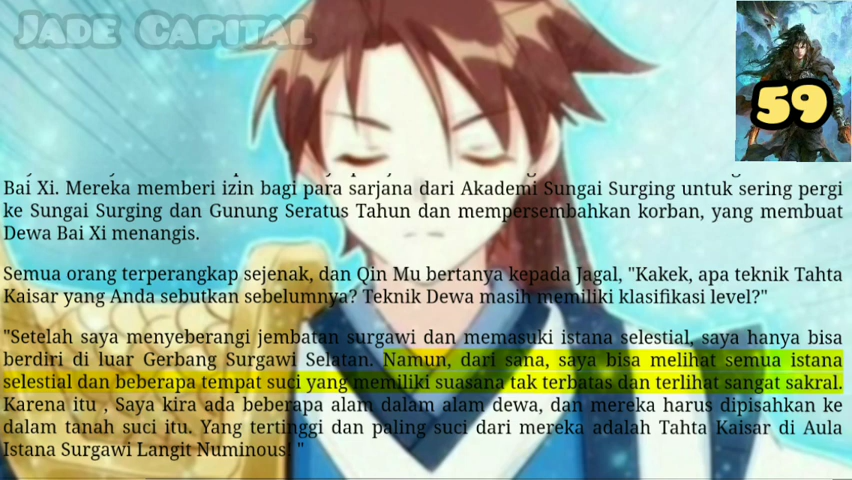 Jade Capital
59
Bai Xi. Mereka memberi izin bagi para sarjana dari Akademi Sungai Surging untuk sering pergi
ke Sungai Surging dan Gunung Seratus Tahun dan mempersembahkan korban, yang membuat
Dewa Bai Xi menangis.
Semua orang terperangkap sejenak, dan Qin Mu bertanya kepada Jagal, "Kakek, apa teknik Tahta
Kaisar yang Anda sebutkan sebelumnya? Teknik Dewa masih memiliki klasifikasi level?"
"Setelah saya menyeberangi jembatan surgawi dan memasuki istana selestial, saya hanya bisa
berdiri di luar Gerbang Surgawi Selatan. Namun, dari sana, saya bisa melihat semua istana
selestial dan beberapa tempat suci yang memiliki suasana tak terbatas dan terlihat sangat sakral.
Karena itu , Saya kira ada beberapa alam dalam alam dewa, dan mereka harus dipisahkan ke
dalam tanah suci itu. Yang tertinggi dan paling suci dari mereka adalah Tahta Kaisar di Aula
Istana Surgawi Langit Numinous! "